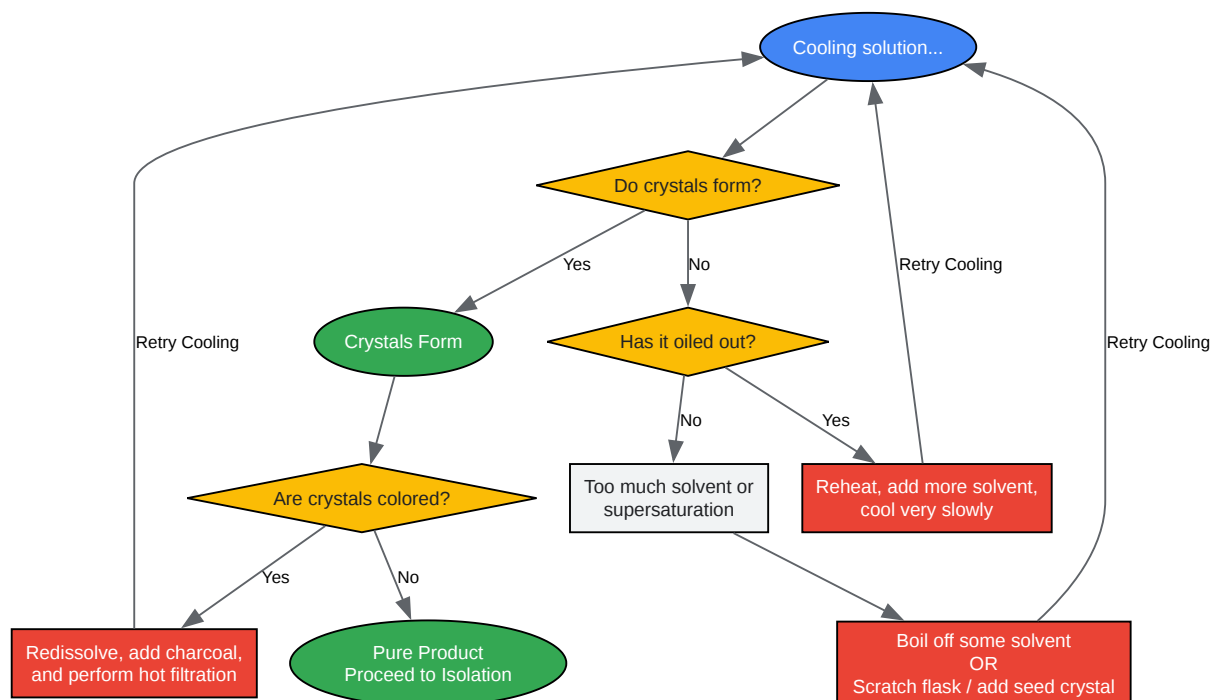 Cooling solution...
Do crystals form?
Yes
No
Retry Cooling
Retry Cooling
Retry Cooling
Crystals Form
Has it oiled out?
No
Yes
Are crystals colored?
Too much solvent or
supersaturation
Reheat, add more solvent,
cool very slowly
Yes
No
Redissolve, add charcoal,
and perform hot filtration
Pure Product
Proceed to Isolation
Boil off some solvent
OR
Scratch flask / add seed crystal